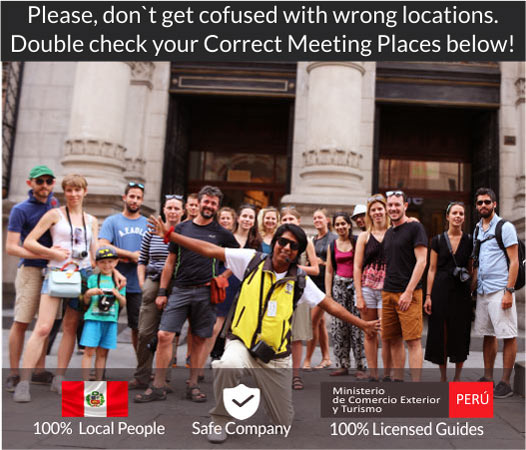 Please, don`t get cofused with wrong locations.
Double check your Correct Meeting Places below!
Ministerio
de Comercio Exterior
y Turismo
PERÚ
100% Local People
Safe Company
100% Licensed Guides